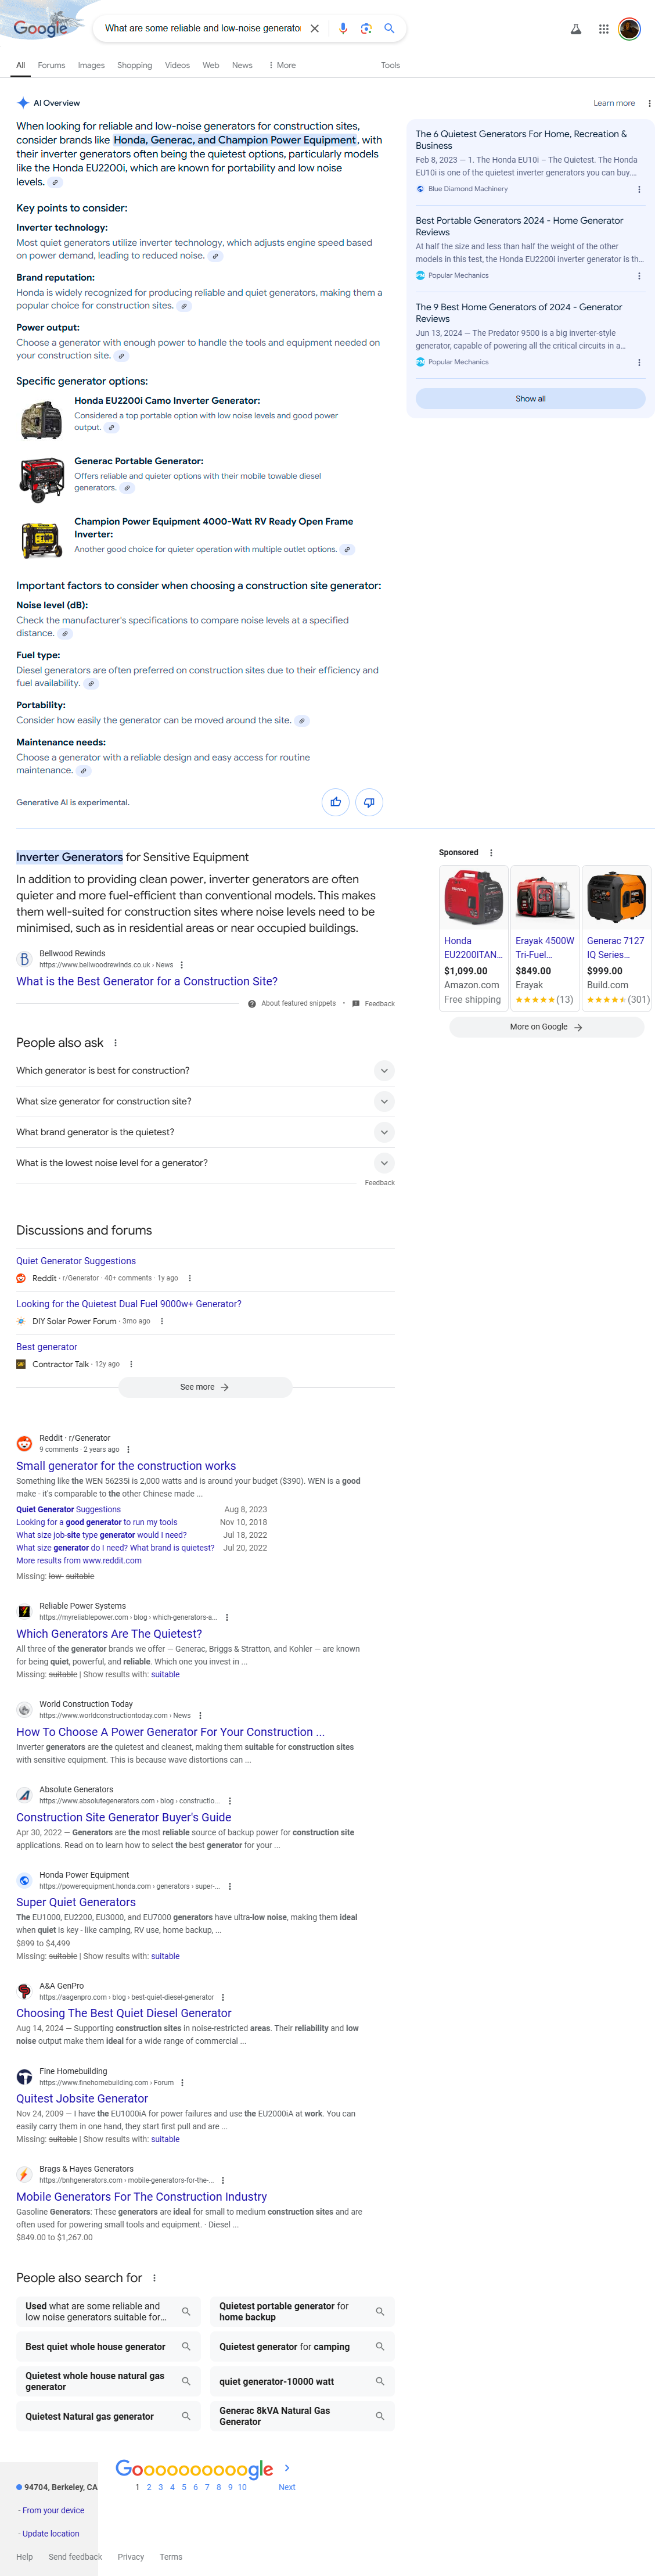 Google
What are some reliable and low-noise generator
All
Forums
Images
Shopping
Videos
Web
News
More
Tools
AI Overview
Learn more
When looking for reliable and low-noise generators for construction sites,
consider brands like Honda, Generac, and Champion Power Equipment, with
their inverter generators often being the quietest options, particularly models
like the Honda EU2200i, which are known for portability and low noise
levels.
Key points to consider:
Inverter technology:
Most quiet generators utilize inverter technology, which adjusts engine speed based
on power demand, leading to reduced noise.
Brand reputation:
Honda is widely recognized for producing reliable and quiet generators, making them a
popular choice for construction sites.
Power output:
Choose a generator with enough power to handle the tools and equipment needed on
your construction site.
Specific generator options:
Honda EU2200i Camo Inverter Generator:
Considered a top portable option with low noise levels and good power
output.
Generac Portable Generator:
Offers reliable and quieter options with their mobile towable diesel
generators.
Champion Power Equipment 4000-Watt RV Ready Open Frame
Inverter:
Another good choice for quieter operation with multiple outlet options.
Important factors to consider when choosing a construction site generator:
Noise level (dB):
Check the manufacturer's specifications to compare noise levels at a specified
distance.
Fuel type:
Diesel generators are often preferred on construction sites due to their efficiency and
fuel availability.
Portability:
Consider how easily the generator can be moved around the site.
Maintenance needs:
Choose a generator with a reliable design and easy access for routine
maintenance.
Generative AI is experimental.
The 6 Quietest Generators For Home, Recreation &
Business
Feb 8, 2023 — 1. The Honda EU10i – The Quietest. The Honda
EU10i is one of the quietest inverter generators you can buy....
Blue Diamond Machinery
Best Portable Generators 2024 - Home Generator
Reviews
At half the size and less than half the weight of the other
models in this test, the Honda EU2200i inverter generator is th...
Popular Mechanics
The 9 Best Home Generators of 2024 - Generator
Reviews
Jun 13, 2024 — The Predator 9500 is a big inverter-style
generator, capable of powering all the critical circuits in a...
Popular Mechanics
Show all
Inverter Generators for Sensitive Equipment
In addition to providing clean power, inverter generators are often
quieter and more fuel-efficient than conventional models. This makes
them well-suited for construction sites where noise levels need to be
minimised, such as in residential areas or near occupied buildings.
Bellwood Rewinds
https://www.bellwoodrewinds.co.uk › News
What is the Best Generator for a Construction Site?
About featured snippets • Feedback
Sponsored
Honda
EU2200ITAN...
$1,099.00
Amazon.com
Free shipping
Erayak 4500W
Tri-Fuel...
$849.00
Erayak
(13)
Generac 7127
IQ Series...
$999.00
Build.com
(301)
More on Google
People also ask
Which generator is best for construction?
What size generator for construction site?
What brand generator is the quietest?
What is the lowest noise level for a generator?
Feedback
Discussions and forums
Quiet Generator Suggestions
Reddit · r/Generator · 40+ comments · 1y ago
Looking for the Quietest Dual Fuel 9000w+ Generator?
DIY Solar Power Forum · 3mo ago
Best generator
Contractor Talk · 12y ago
See more
Reddit · r/Generator
9 comments · 2 years ago
Small generator for the construction works
Something like the WEN 56235i is 2,000 watts and is around your budget ($390). WEN is a good
make - it's comparable to the other Chinese made ...
Quiet Generator Suggestions Aug 8, 2023
Looking for a good generator to run my tools Nov 10, 2018
What size job-site type generator would I need? Jul 18, 2022
What size generator do I need? What brand is quietest? Jul 20, 2022
More results from www.reddit.com
Missing: low- suitable
Reliable Power Systems
https://myreliablepower.com › blog › which-generators-a...
Which Generators Are The Quietest?
All three of the generator brands we offer — Generac, Briggs & Stratton, and Kohler — are known
for being quiet, powerful, and reliable. Which one you invest in ...
Missing: suitable | Show results with: suitable
World Construction Today
https://www.worldconstructiontoday.com › News
How To Choose A Power Generator For Your Construction ...
Inverter generators are the quietest and cleanest, making them suitable for construction sites
with sensitive equipment. This is because wave distortions can ...
Absolute Generators
https://www.absolutegenerators.com › blog › constructio...
Construction Site Generator Buyer's Guide
Apr 30, 2022 — Generators are the most reliable source of backup power for construction site
applications. Read on to learn how to select the best generator for your ...
Honda Power Equipment
https://powerequipment.honda.com › generators › super-...
Super Quiet Generators
The EU1000, EU2200, EU3000, and EU7000 generators have ultra-low noise, making them ideal
when quiet is key - like camping, RV use, home backup, ...
$899 to $4,499
Missing: suitable | Show results with: suitable
A&A GenPro
https://aagenpro.com › blog › best-quiet-diesel-generator
Choosing The Best Quiet Diesel Generator
Aug 14, 2024 — Supporting construction sites in noise-restricted areas. Their reliability and low
noise output make them ideal for a wide range of commercial ...
Fine Homebuilding
https://www.finehomebuilding.com › Forum
Quitest Jobsite Generator
Nov 24, 2009 — I have the EU1000iA for power failures and use the EU2000iA at work. You can
easily carry them in one hand, they start first pull and are ...
Missing: suitable | Show results with: suitable
Brags & Hayes Generators
https://bnhgenerators.com › mobile-generators-for-the-...
Mobile Generators For The Construction Industry
Gasoline Generators: These generators are ideal for small to medium construction sites and are
often used for powering small tools and equipment. · Diesel ...
$849.00 to $1,267.00
People also search for
Used what are some reliable and
low noise generators suitable for...
Quietest portable generator for
home backup
Best quiet whole house generator
Quietest generator for camping
Quietest whole house natural gas
generator
quiet generator-10000 watt
Quietest Natural gas generator
Generac 8kVA Natural Gas
Generator
Goooooooooogle
1 2 3 4 5 6 7 8 9 10 Next
94704, Berkeley, CA
- From your device
- Update location
Help Send feedback Privacy Terms